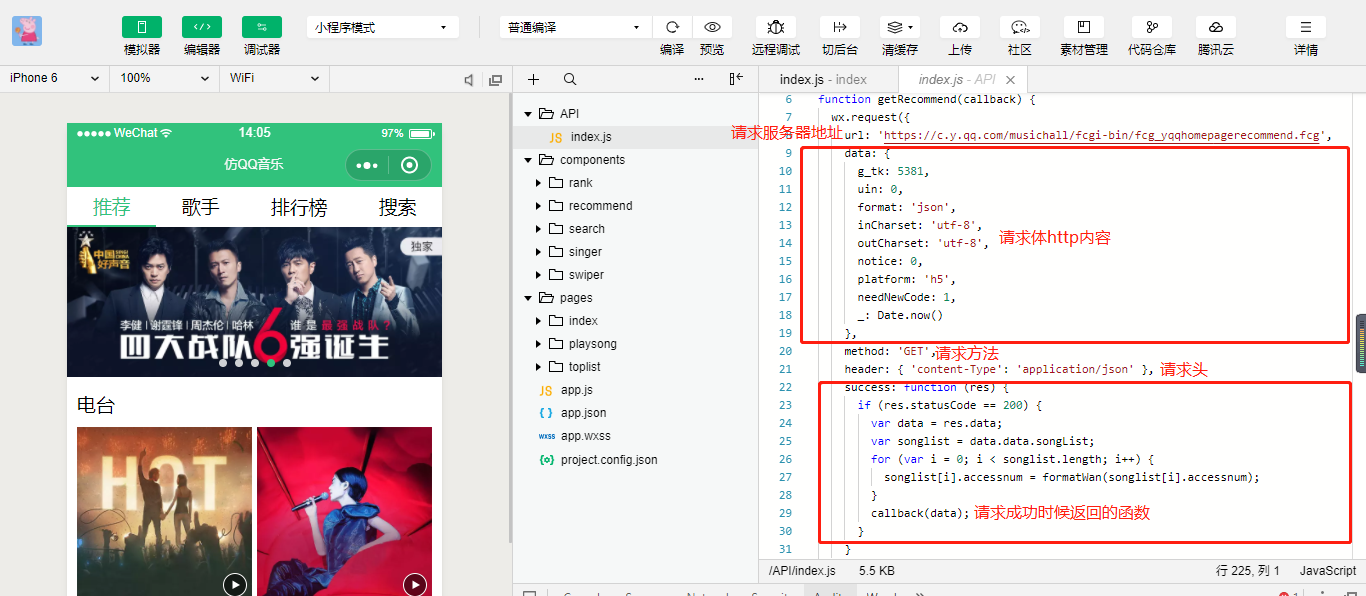 小程序模式
普通编译
模拟器 编辑器 调试器
编译 预览 远程调试 切后台 清缓存 上传 社区 素材管理 代码仓库 腾讯云 详情
iPhone 6 100% WiFi
WeChat 14:05 97%
仿QQ音乐
推荐 歌手 排行榜 搜索
中国好声音
独家
李健|谢霆锋|周杰伦|哈林 谁是最强战队?
四大战队6强诞生
电台
HOT
API
index.js
components
rank
recommend
search
singer
swiper
pages
index
playsong
toplist
JS app.js
{ } app.json
wxss app.wxss
{o} project.config.json
index.js - index index.js - API
6 function getRecommend(callback) {
7 wx.request({
请求服务器地址 url: 'https://c.y.qq.com/musichall/fcgi-bin/fcg_yqqhomepagerecommend.fcg',
9 data: {
10 g_tk: 5381,
11 uin: 0,
12 format: 'json',
13 inCharset: 'utf-8',
14 outCharset: 'utf-8', 请求体http内容
15 notice: 0,
16 platform: 'h5',
17 needNewCode: 1,
18 _: Date.now()
19 },
20 method: 'GET', 请求方法
21 header: { 'content-Type': 'application/json' }, 请求头
22 success: function (res) {
23 if (res.statusCode == 200) {
24 var data = res.data;
25 var songlist = data.data.songList;
26 for (var i = 0; i < songlist.length; i++) {
27 songlist[i].accessnum = formatWan(songlist[i].accessnum);
28 }
29 callback(data); 请求成功时候返回的函数
30 }
31 }
/API/index.js 5.5 KB 行 225, 列 1 JavaScript